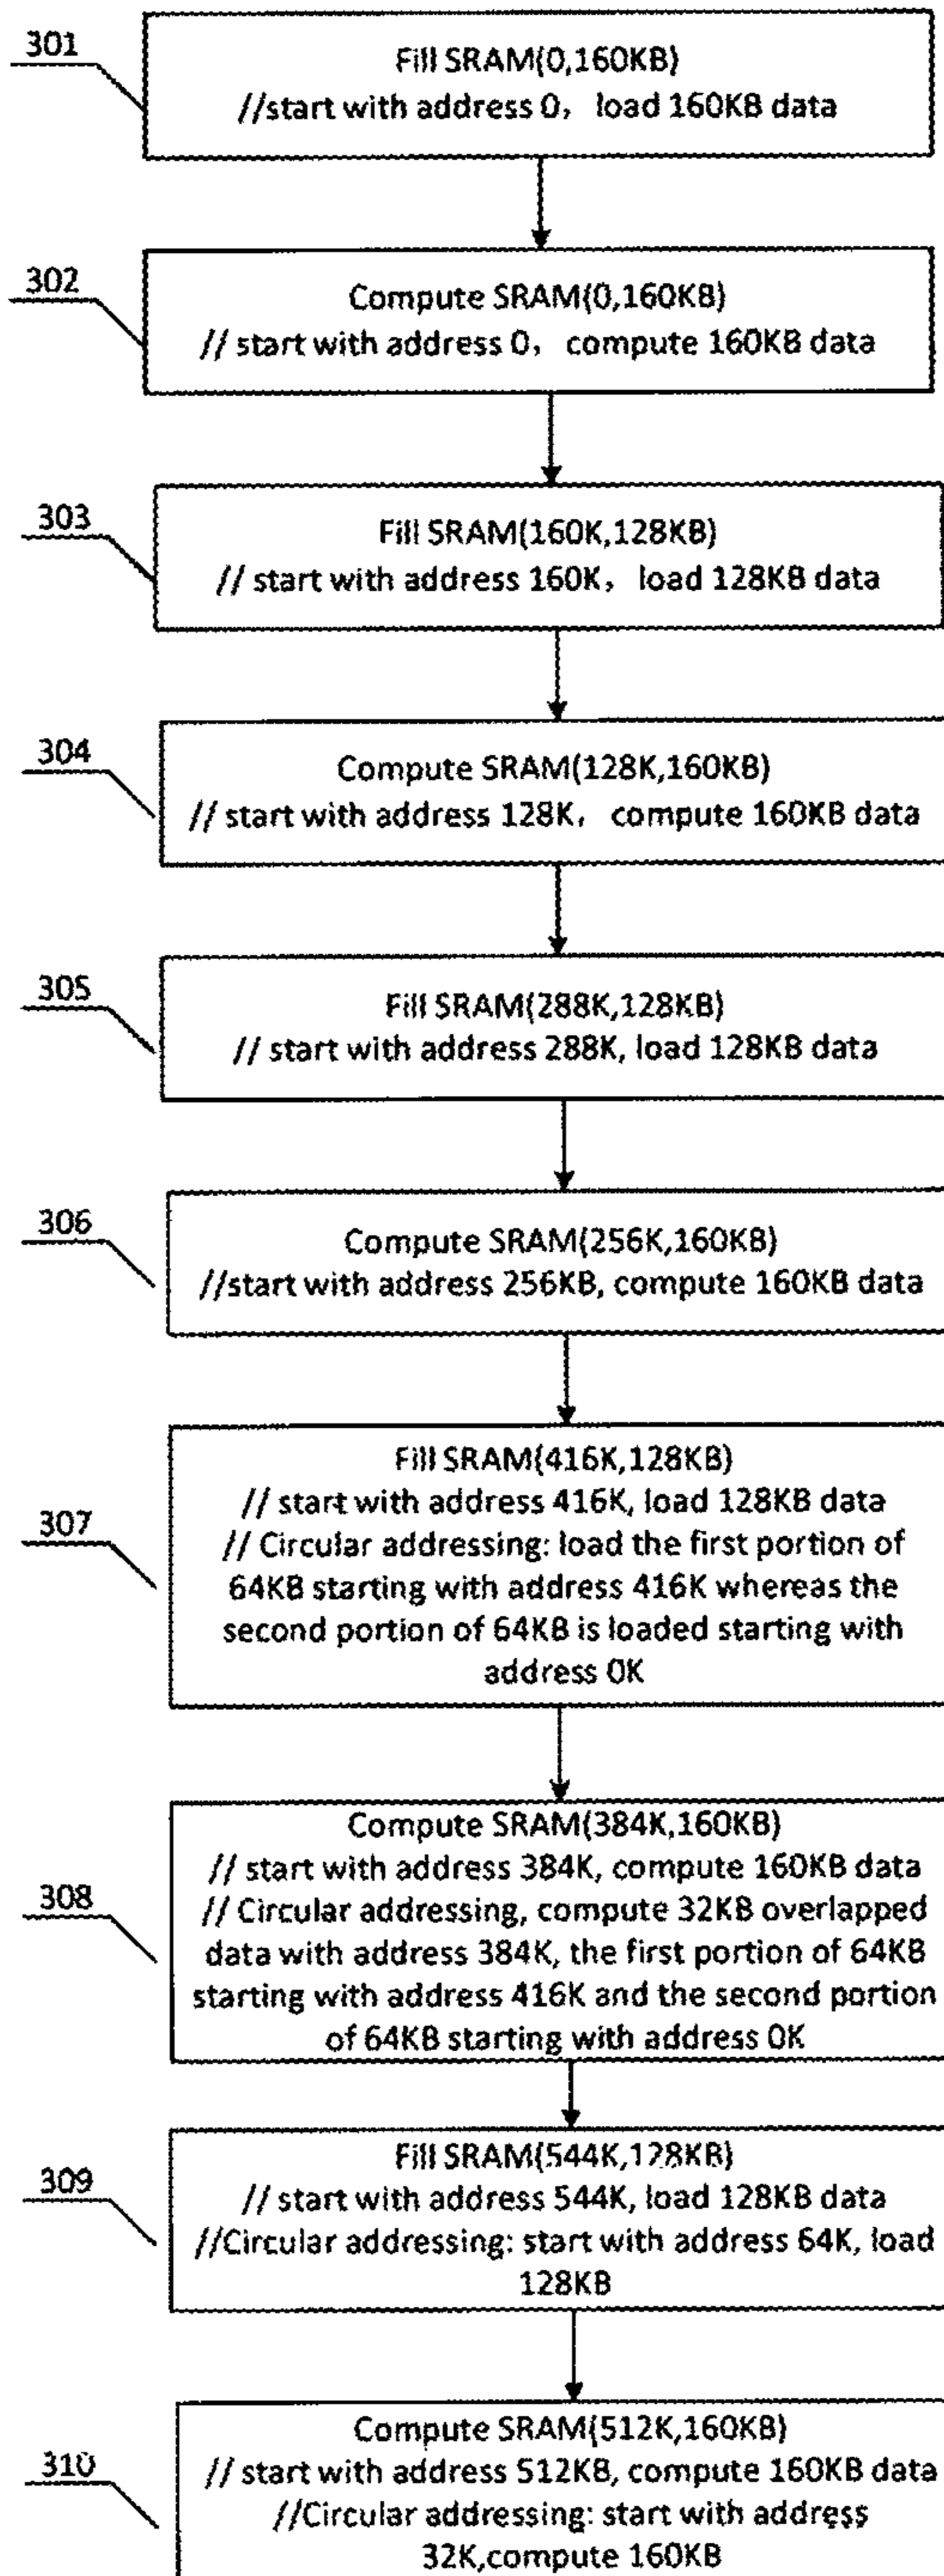 301
Fill SRAM(0,160KB)
//start with address 0, load 160KB data
302
Compute SRAM(0,160KB)
// start with address 0, compute 160KB data
303
Fill SRAM(160K,128KB)
// start with address 160K, load 128KB data
304
Compute SRAM(128K,160KB)
// start with address 128K, compute 160KB data
305
Fill SRAM(288K,128KB)
// start with address 288K, load 128KB data
306
Compute SRAM(256K,160KB)
//start with address 256KB, compute 160KB data
307
Fill SRAM(416K,128KB)
// start with address 416K, load 128KB data
// Circular addressing: load the first portion of
64KB starting with address 416K whereas the
second portion of 64KB is loaded starting with
address 0K
308
Compute SRAM(384K,160KB)
// start with address 384K, compute 160KB data
// Circular addressing, compute 32KB overlapped
data with address 384K, the first portion of 64KB
starting with address 416K and the second portion
of 64KB starting with address 0K
309
Fill SRAM(544K,128KB)
// start with address 544K, load 128KB data
//Circular addressing: start with address 64K, load
128KB
310
Compute SRAM(512K,160KB)
// start with address 512KB, compute 160KB data
//Circular addressing: start with address
32K,compute 160KB